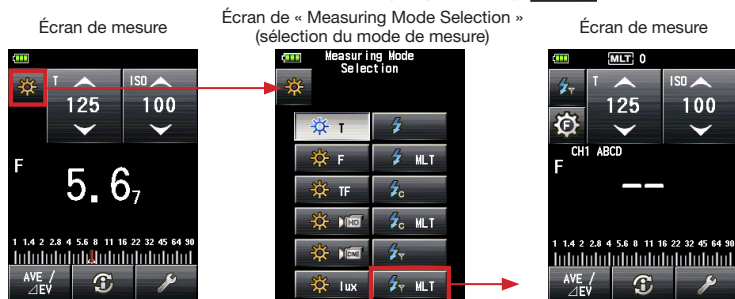 Écran de mesure
Écran de « Measuring Mode Selection »
(sélection du mode de mesure)
Écran de mesure
T
125
ISO
100
F
5.6₇
1 1.4 2 2.8 4 5.6 8 11 16 22 32 45 64 90
AVE /
⊿EV
Measuring Mode
Selection
T
F
MLT
TF
C
HD
C MLT
CINE
Y
lux
Y MLT
MLT 0
Y
T
125
ISO
100
F
CH1 ABCD
F
--
1 1.4 2 2.8 4 5.6 8 11 16 22 32 45 64 90
AVE /
⊿EV